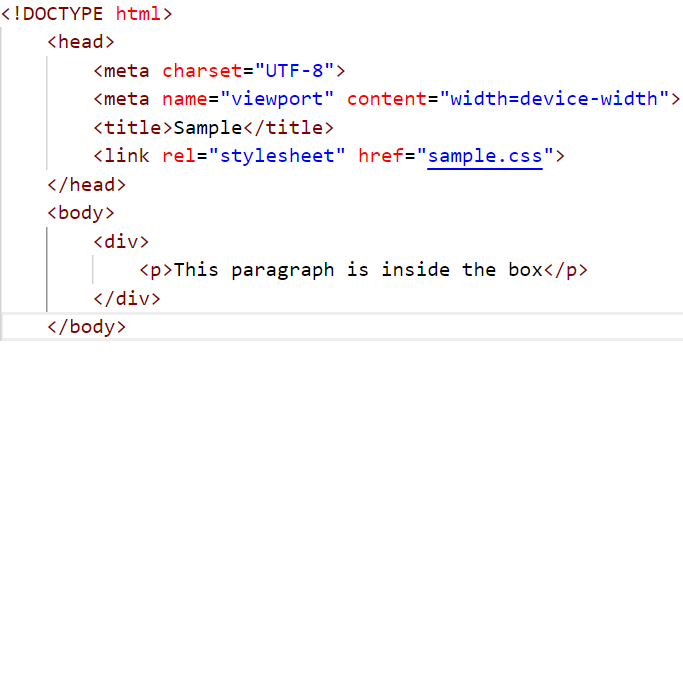 <!DOCTYPE html>
<head>
<meta charset="UTF-8">
<meta name="viewport" content="width=device-width">
<title>Sample</title>
<link rel="stylesheet" href="sample.css">
</head>
<body>
<div>
<p>This paragraph is inside the box</p>
</div>
</body>